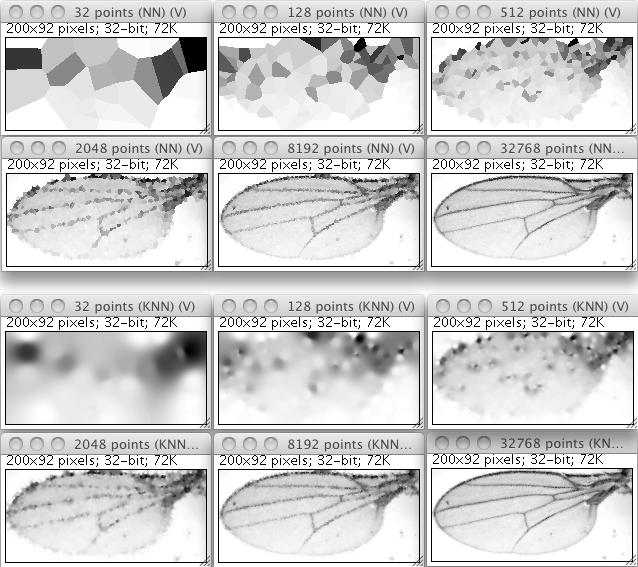 32 points (NN) (V)
128 points (NN) (V)
512 points (NN) (V)
200x92 pixels; 32-bit; 72K
200x92 pixels; 32-bit; 72K
200x92 pixels; 32-bit; 72K
2048 points (NN) (V)
8192 points (NN) (V)
32768 points (NN...
200x92 pixels; 32-bit; 72K
200x92 pixels; 32-bit; 72K
200x92 pixels; 32-bit; 72K
32 points (KNN) (V)
128 points (KNN) (V)
512 points (KNN) (V)
200x92 pixels; 32-bit; 72K
200x92 pixels; 32-bit; 72K
200x92 pixels; 32-bit; 72K
2048 points (KNN...
8192 points (KNN...
32768 points (KN...
200x92 pixels; 32-bit; 72K
200x92 pixels; 32-bit; 72K
200x92 pixels; 32-bit; 72K